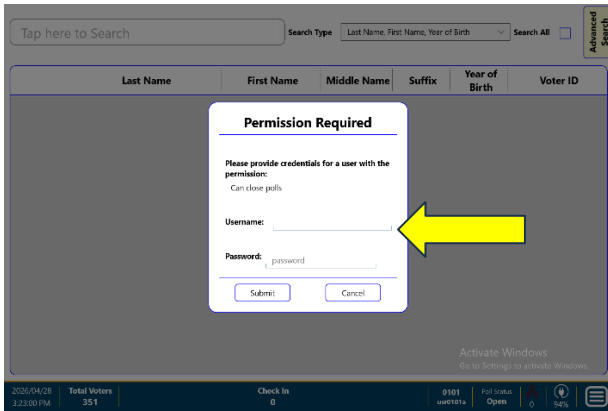 Tap here to Search
Search Type
Last Name, First Name, Year of Birth
Search All
Advanced
Search
Last Name
First Name
Middle Name
Suffix
Year of
Birth
Voter ID
Permission Required
Please provide credentials for a user with the
permission:
Can close polls
Username:
Password:
password
Submit
Cancel
Activate Windows
Go to Settings to activate Windows.
2026/04/28
3:23:00 PM
Total Voters
351
Check In
0
0101
Poll Status
Open
0
94%